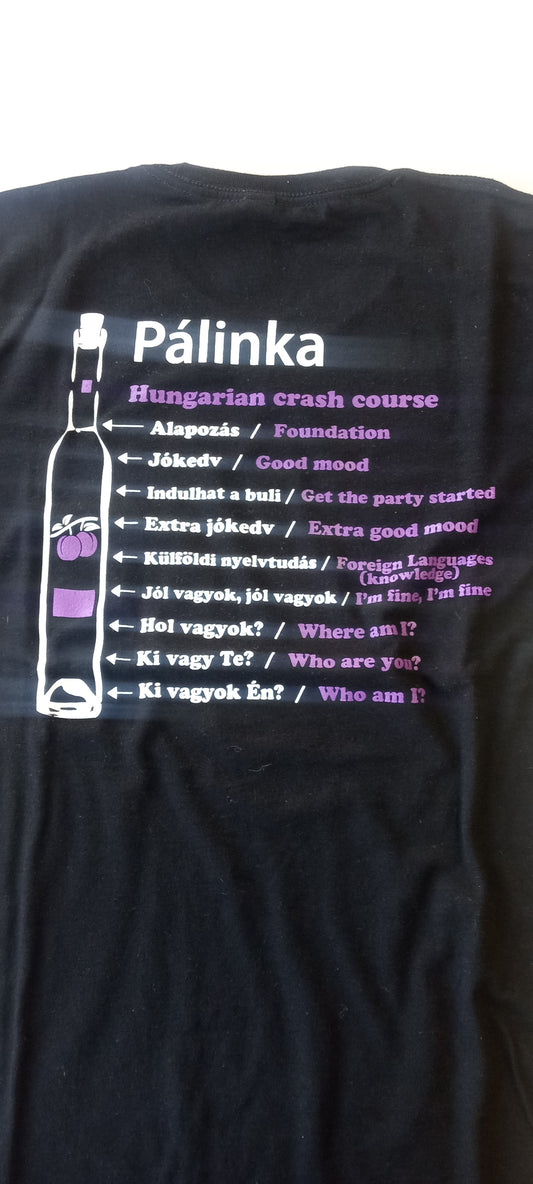 Pálinka
Hungarian crash course
Alapozás / Foundation
Jókedv / Good mood
Indulhat a buli / Get the party started
Extra jókedv / Extra good mood
Külföldi nyelvtudás / Foreign Languages
(knowledge)
Jól vagyok, jól vagyok / I'm fine, I'm fine
Hol vagyok? / Where am I?
Ki vagy Te? / Who are you?
Ki vagyok Én? / Who am I?